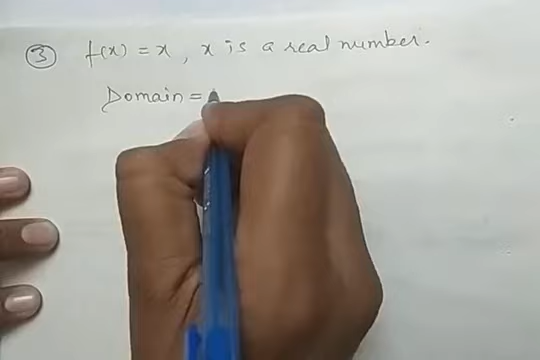 ③ f(x) = x, x is a real number.
Domain =